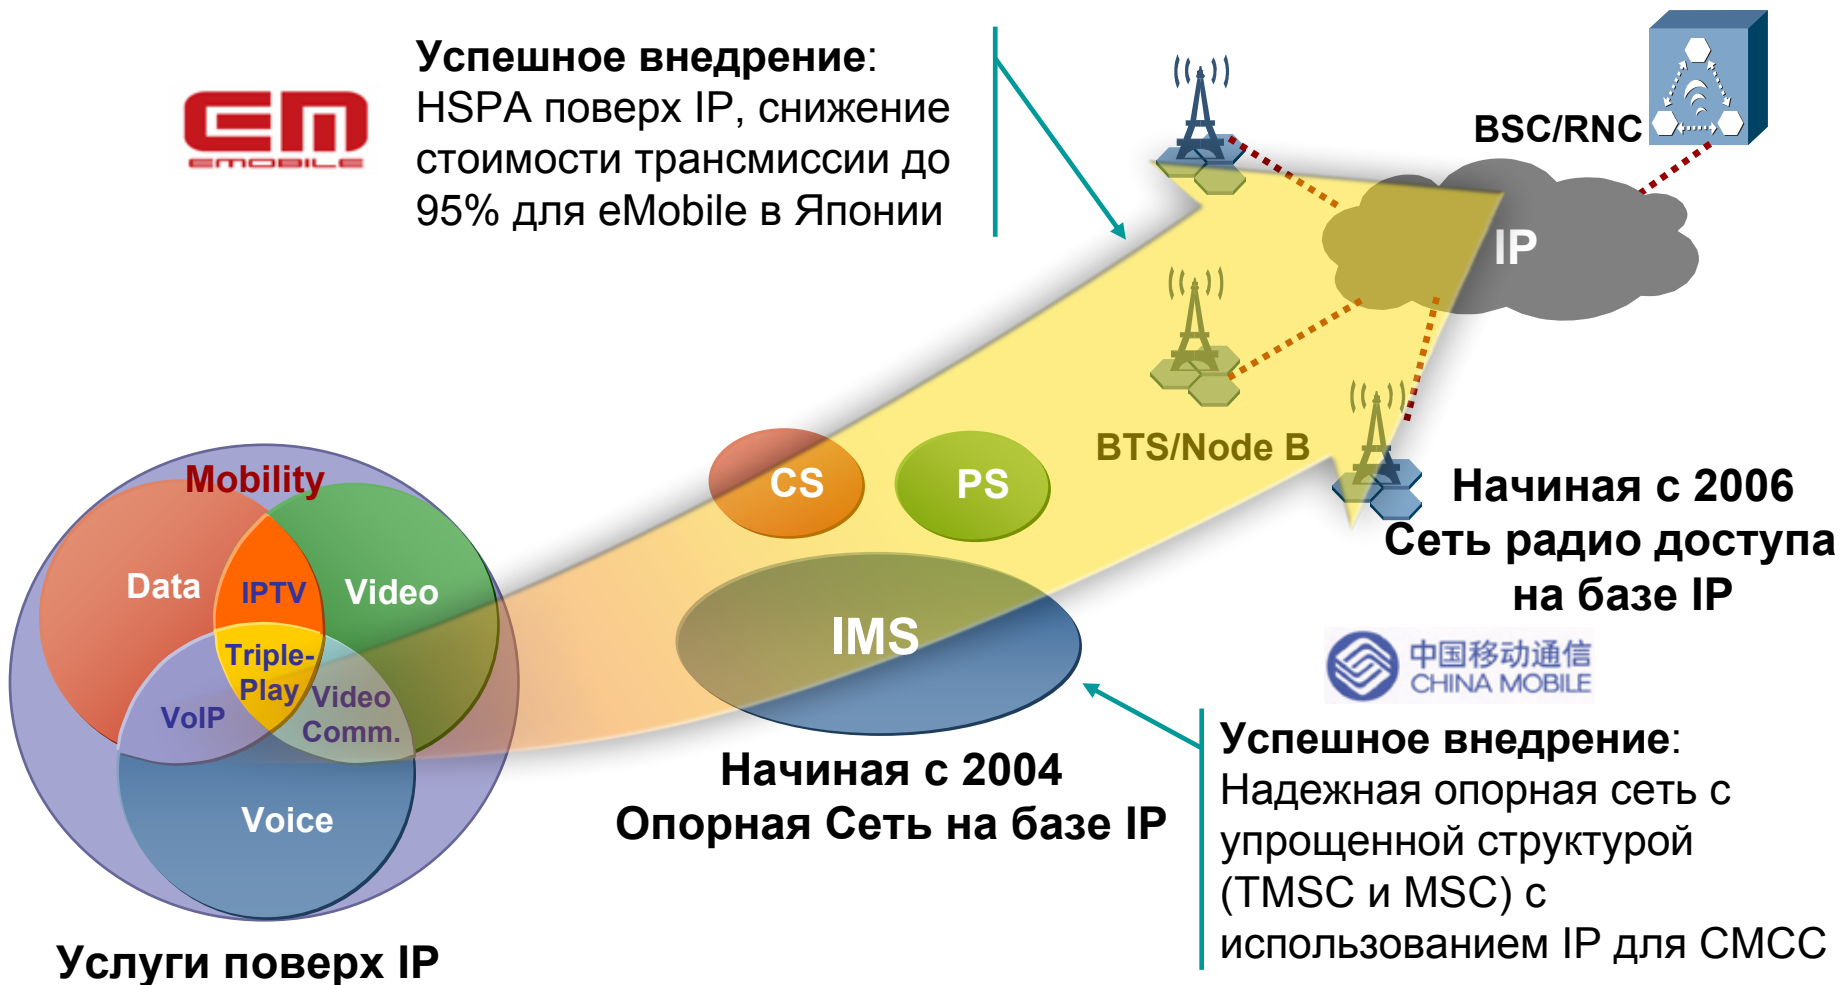 EM
EMOBILE
Успешное внедрение:
HSPA поверх IP, снижение
стоимости трансмиссии до
95% для eMobile в Японии
BSC/RNC
IP
BTS/Node B
CS
PS
IMS
Mobility
Data
IPTV
Video
Triple-
Play
VoIP
Video
Comm.
Voice
Услуги поверх IP
Начиная с 2004
Опорная Сеть на базе IP
Начиная с 2006
Сеть радио доступа
на базе IP
中国移动通信
CHINA MOBILE
Успешное внедрение:
Надежная опорная сеть с
упрощенной структурой
(TMSC и MSC) с
использованием IP для CMCC